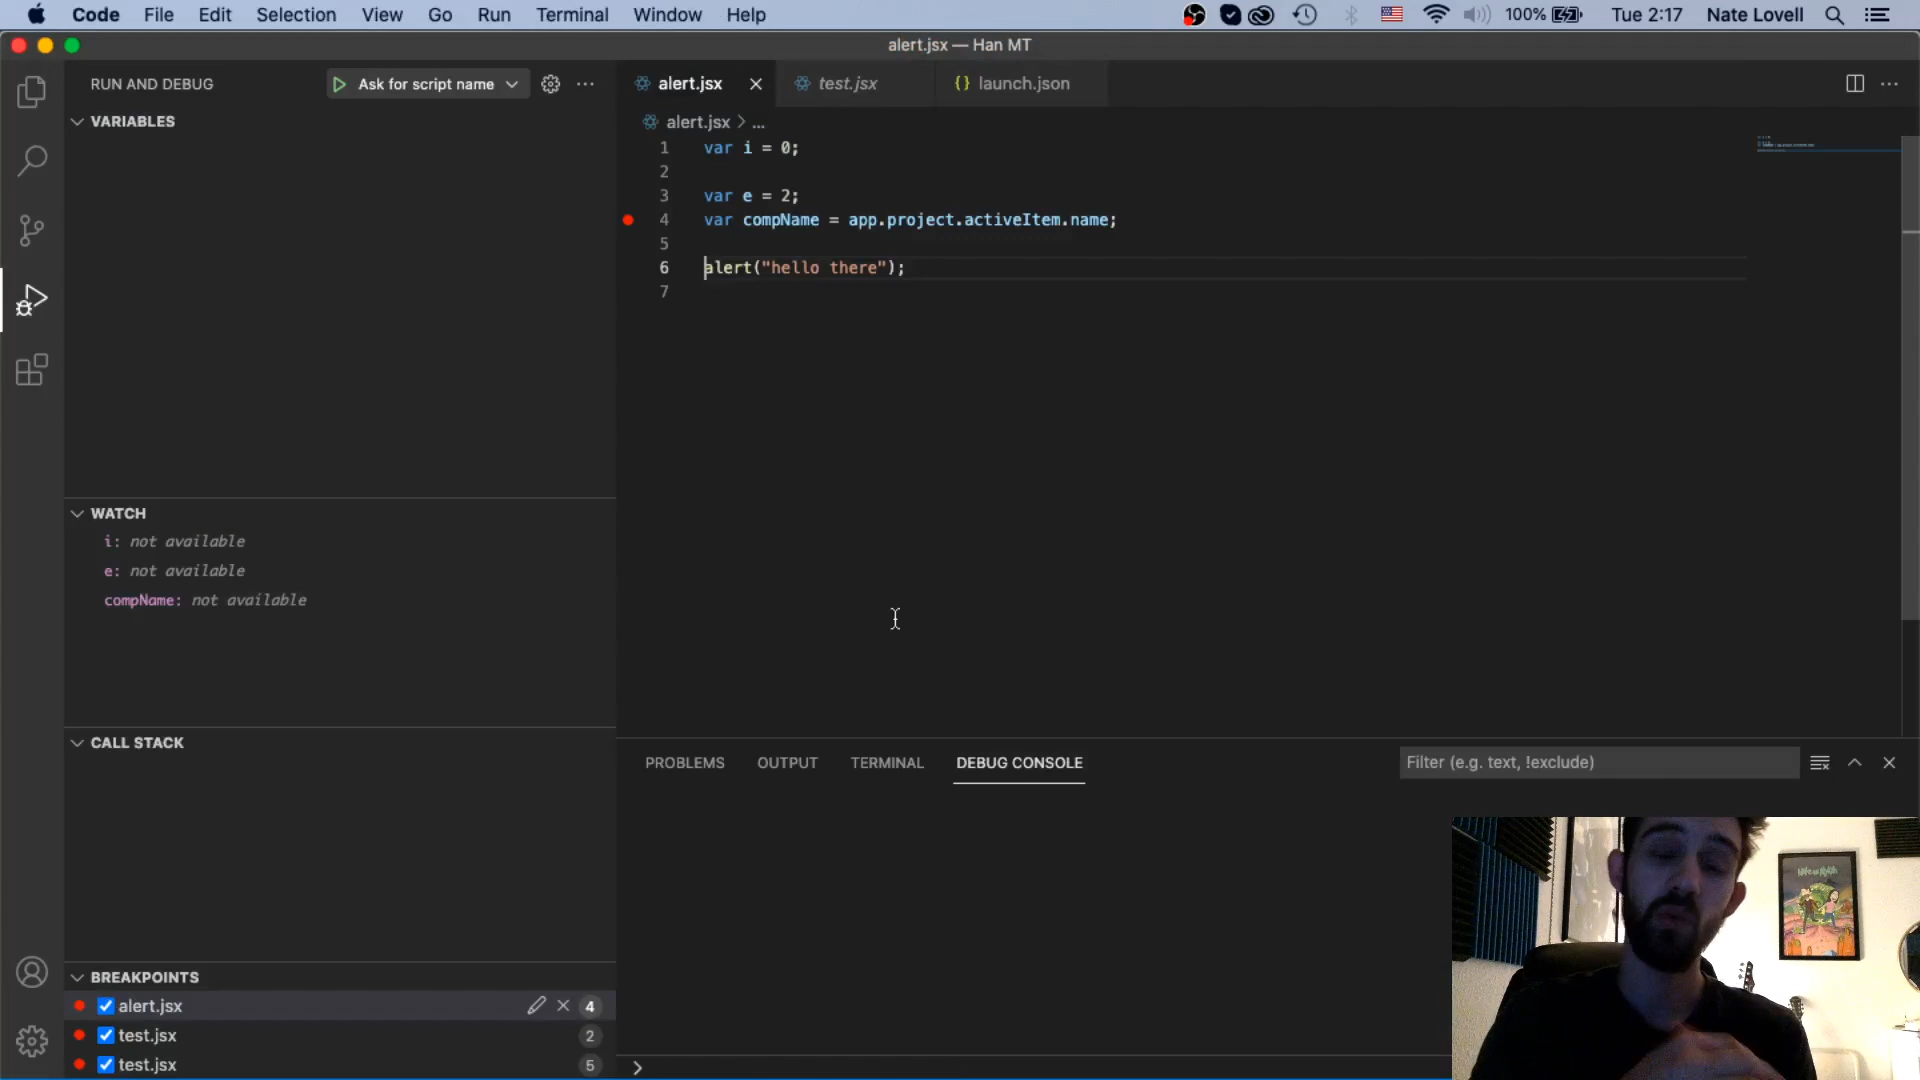 Code File Edit Selection View Go Run Terminal Window Help 100% Tue 2:17 Nate Lovell
alert.jsx — Han MT
RUN AND DEBUG Ask for script name
alert.jsx test.jsx {} launch.json
VARIABLES
alert.jsx > ...
1 var i = 0;
2
3 var e = 2;
4 var compName = app.project.activeItem.name;
5
6 alert("hello there");
7
WATCH
i: not available
e: not available
compName: not available
CALL STACK
PROBLEMS OUTPUT TERMINAL DEBUG CONSOLE Filter (e.g. text, !exclude)
BREAKPOINTS
alert.jsx 4
test.jsx 2
test.jsx 5